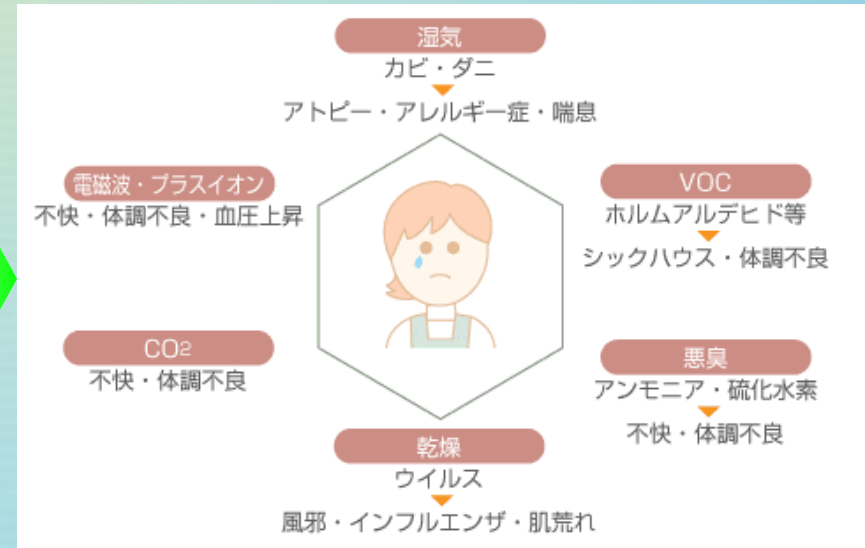 湿気
カビ・ダニ
アトピー・アレルギー症・喘息
電磁波・プラスイオン
不快・体調不良・血圧上昇
VOC
ホルムアルデヒド等
シックハウス・体調不良
CO2
不快・体調不良
悪臭
アンモニア・硫化水素
不快・体調不良
乾燥
ウイルス
風邪・インフルエンザ・肌荒れ